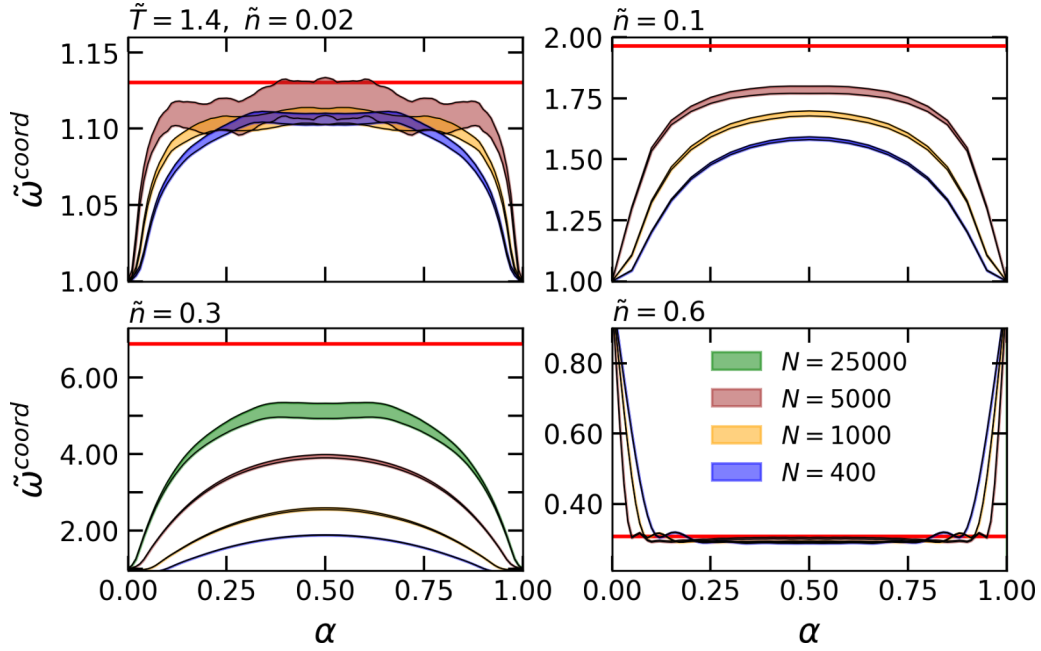 T̃ = 1.4, ñ = 0.02
ñ = 0.1
1.15
1.10
1.05
1.00
ω̃^coord
2.00
1.75
1.50
1.25
1.00
ñ = 0.3
ñ = 0.6
6.00
4.00
2.00
ω̃^coord
0.80
0.60
0.40
N = 25000
N = 5000
N = 1000
N = 400
0.00 0.25 0.50 0.75 1.00
0.00 0.25 0.50 0.75 1.00
α
α